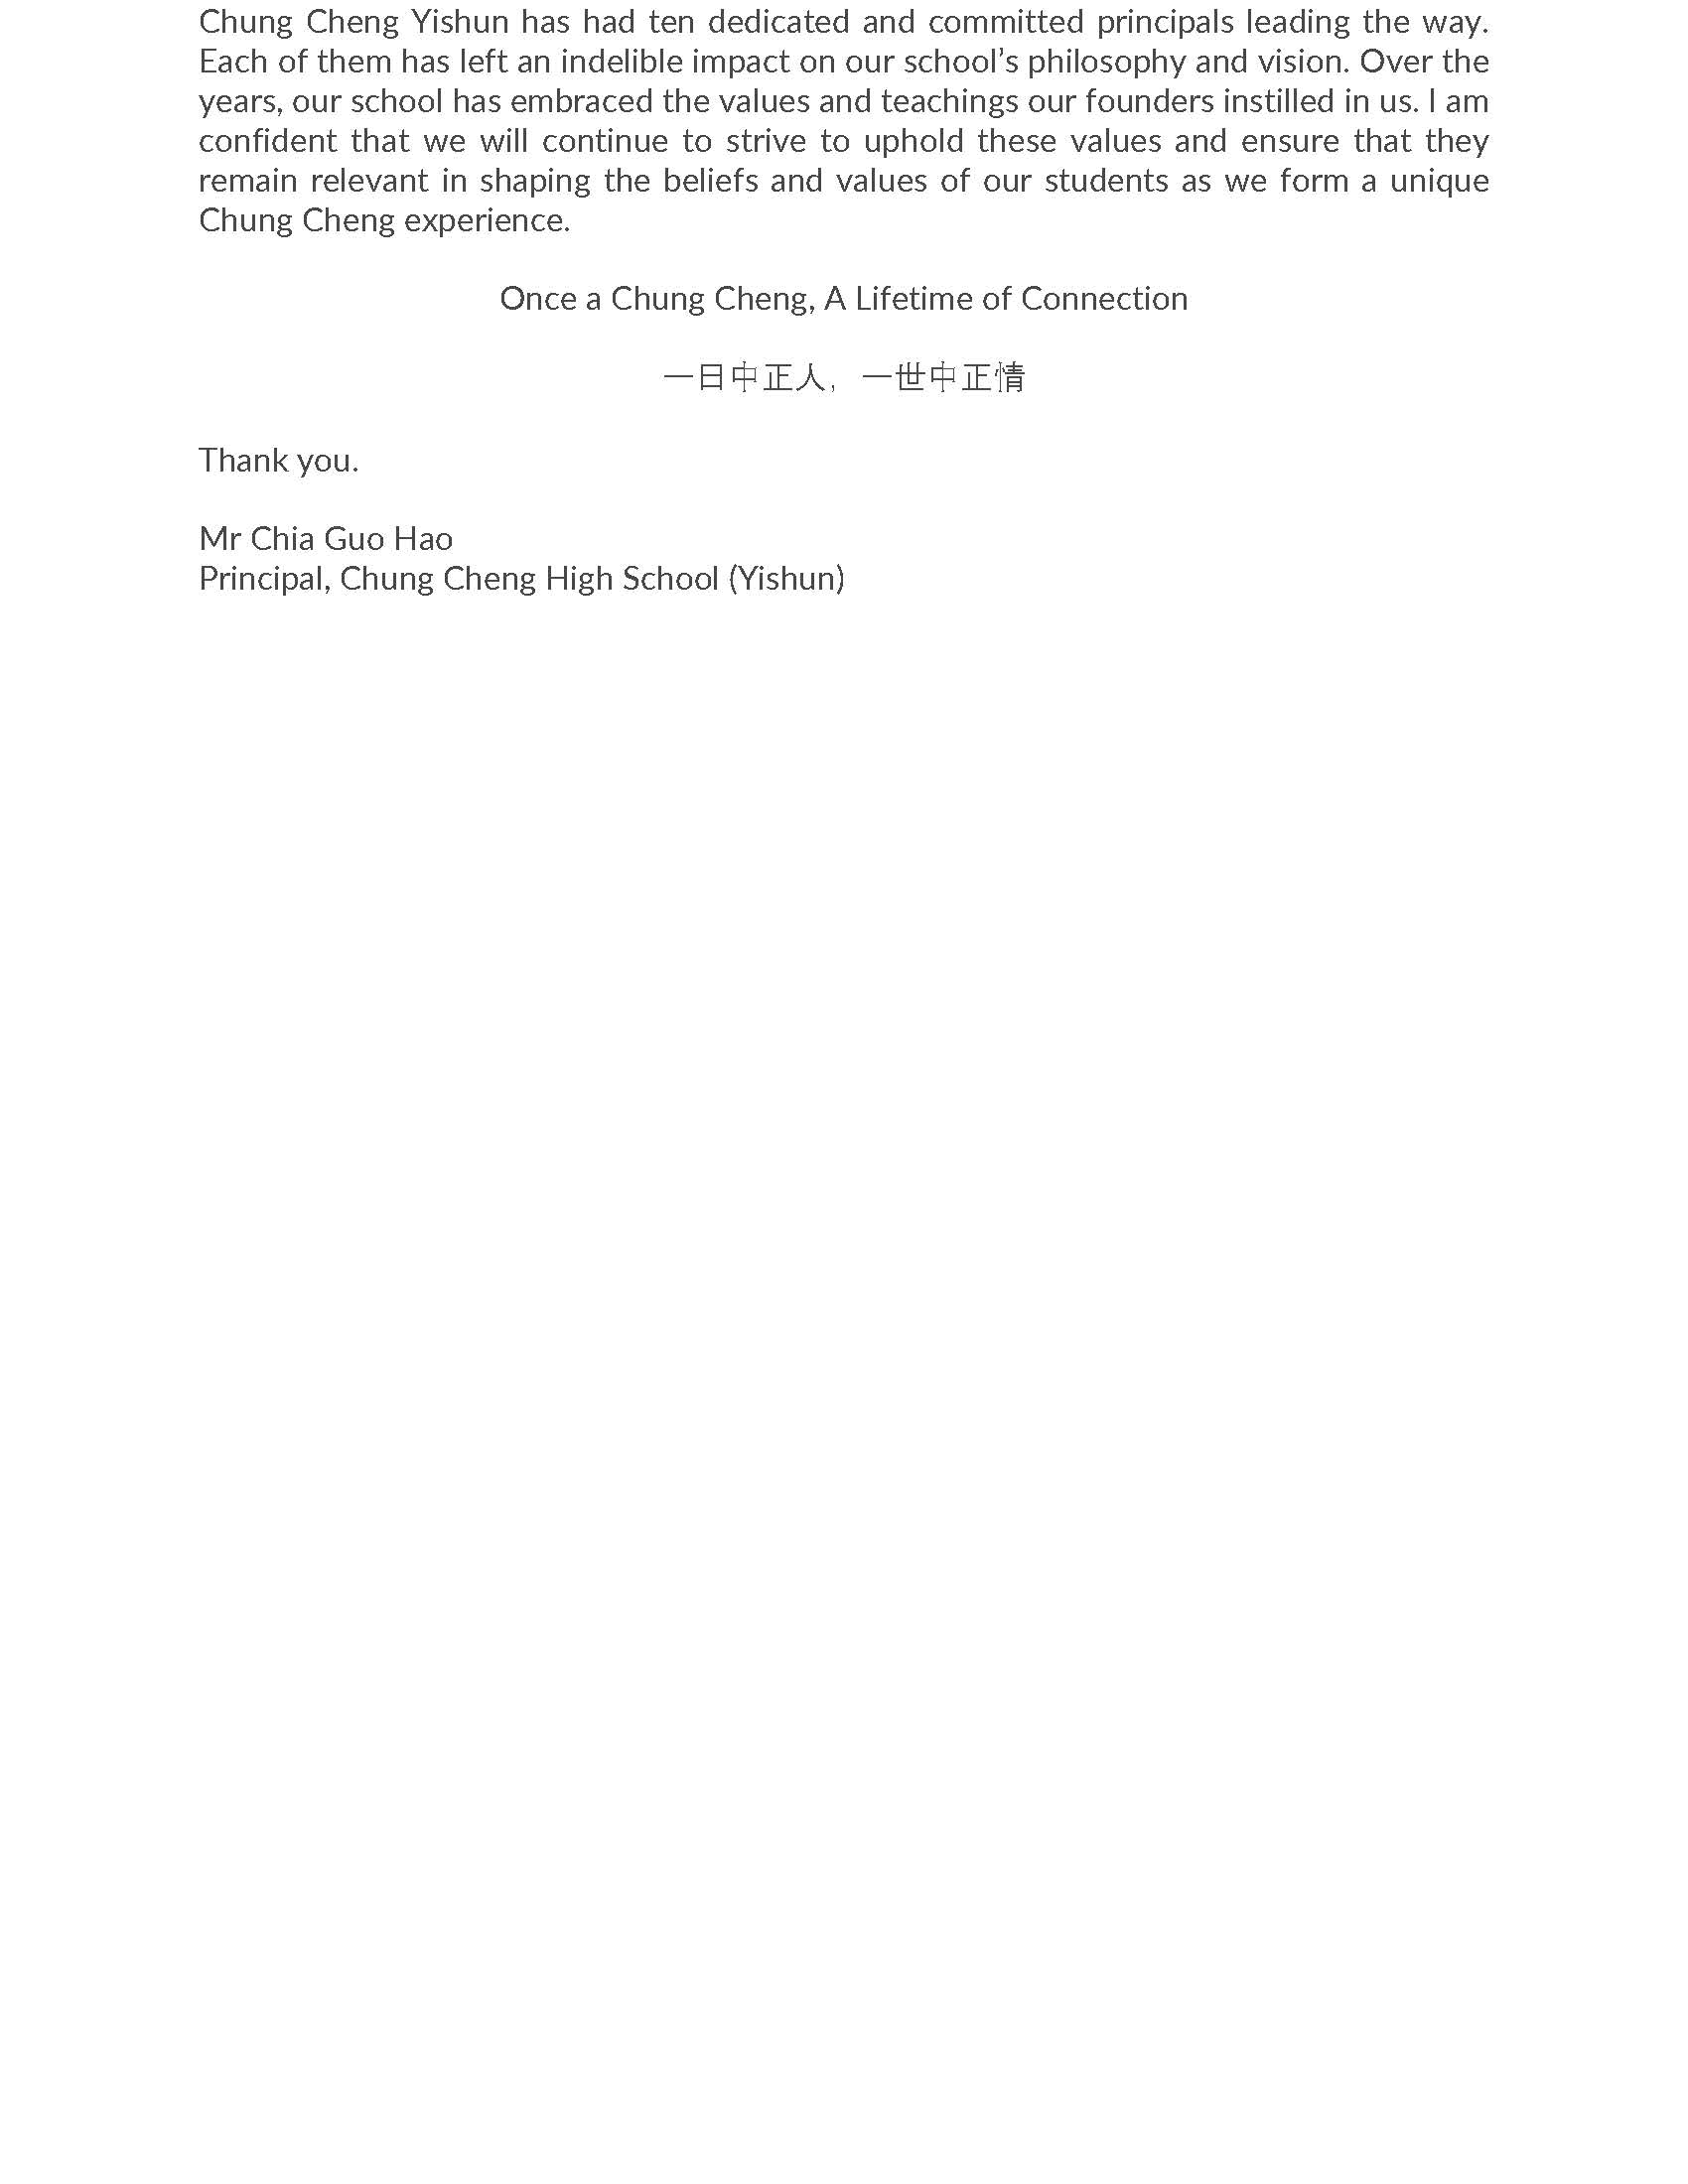 Chung Cheng Yishun has had ten dedicated and committed principals leading the way.
Each of them has left an indelible impact on our school’s philosophy and vision. Over the
years, our school has embraced the values and teachings our founders instilled in us. I am
confident that we will continue to strive to uphold these values and ensure that they
remain relevant in shaping the beliefs and values of our students as we form a unique
Chung Cheng experience.
Once a Chung Cheng, A Lifetime of Connection
一日中正人，一世中正情
Thank you.
Mr Chia Guo Hao
Principal, Chung Cheng High School (Yishun)